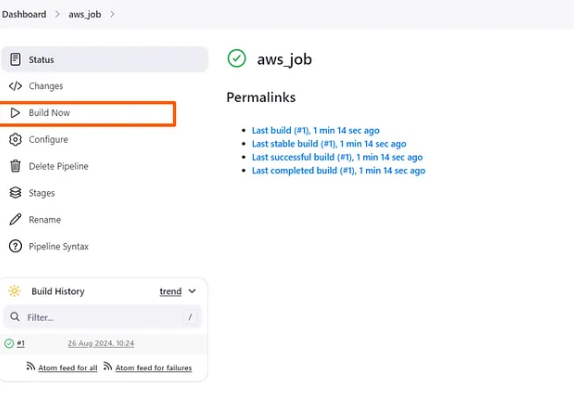 Dashboard > aws_job >
Status
Changes
Build Now
Configure
Delete Pipeline
Stages
Rename
Pipeline Syntax
aws_job
Permalinks
Last build (#1), 1 min 14 sec ago
Last stable build (#1), 1 min 14 sec ago
Last successful build (#1), 1 min 14 sec ago
Last completed build (#1), 1 min 14 sec ago
Build History trend
Filter... /
#1 26 Aug 2024, 10:24
Atom feed for all Atom feed for failures